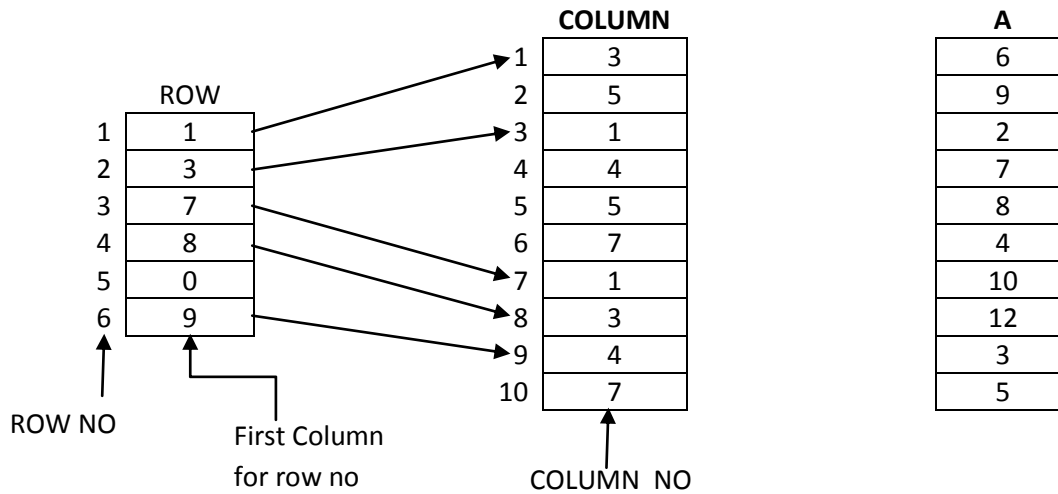 COLUMN A
1 3 6
ROW 2 5 9
1 1 3 1 2
2 3 4 4 7
3 7 5 5 8
4 8 6 7 4
5 0 7 1 10
6 9 8 3 12
9 4 3
10 7 5
ROW NO
First Column
for row no
COLUMN NO